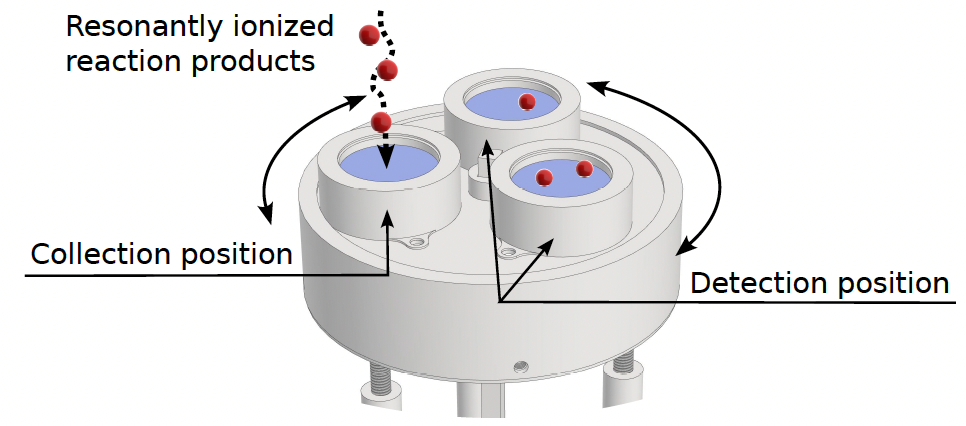 Resonantly ionized
reaction products
Collection position
Detection position